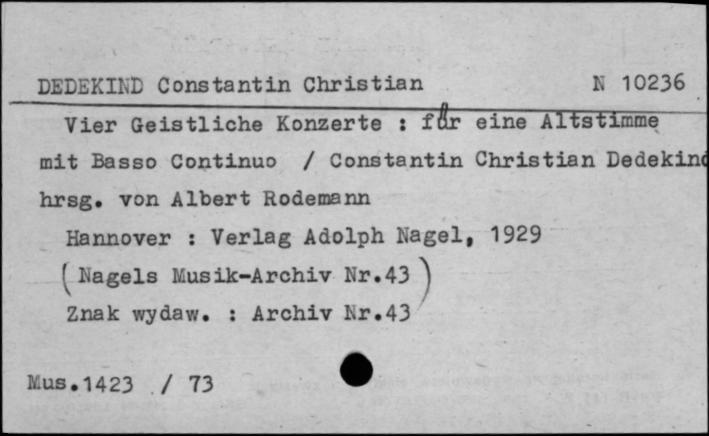 DEDEKIND Constantin Christian N 10236
Vier Geistliche Konzerte : für eine Altstimme
mit Basso Continuo / Constantin Christian Dedekind
hrsg. von Albert Rodemann
Hannover : Verlag Adolph Nagel, 1929
(Nagels Musik-Archiv Nr.43)
Znak wydaw. : Archiv Nr.43
Mus.1423 / 73